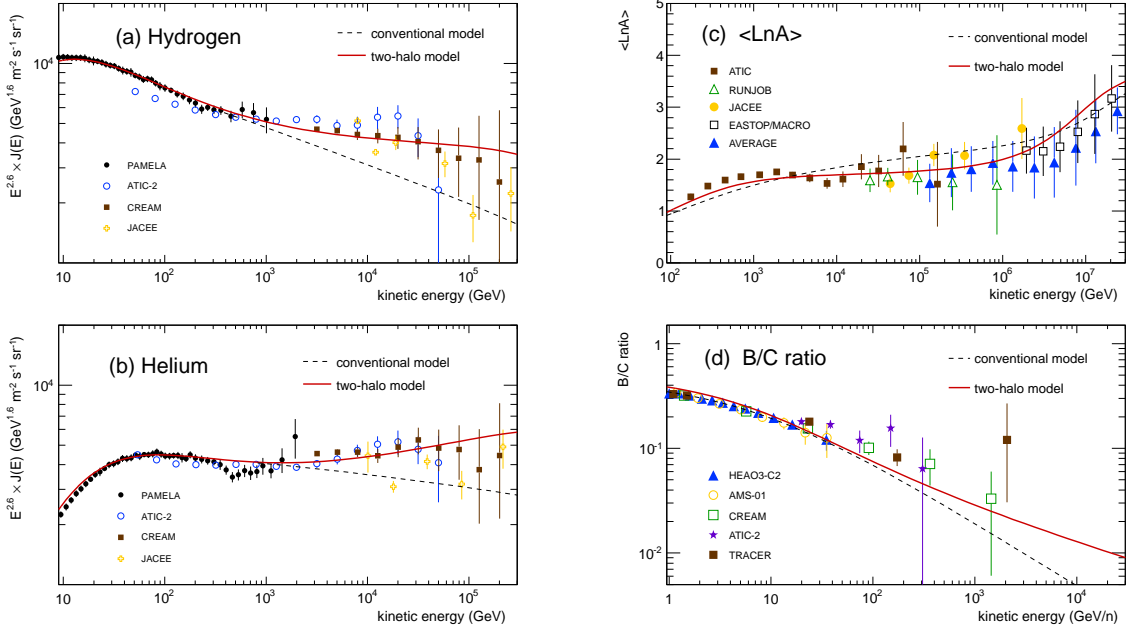 (a) Hydrogen
conventional model
two-halo model
PAMELA
ATIC-2
CREAM
JACEE
E^2.6 × J(E) (GeV^1.6 m^-2 s^-1 sr^-1)
10^4
10 10^2 10^3 10^4 10^5
kinetic energy (GeV)
(b) Helium
conventional model
two-halo model
PAMELA
ATIC-2
CREAM
JACEE
E^2.6 × J(E) (GeV^1.6 m^-2 s^-1 sr^-1)
10^4
10 10^2 10^3 10^4 10^5
kinetic energy (GeV)
(c) <LnA>
conventional model
two-halo model
ATIC
RUNJOB
JACEE
EASTOP/MACRO
AVERAGE
<LnA>
5
4
3
2
1
0
10^2 10^3 10^4 10^5 10^6 10^7
kinetic energy (GeV)
(d) B/C ratio
conventional model
two-halo model
HEAO3-C2
AMS-01
CREAM
ATIC-2
TRACER
B/C ratio
1
10^-1
10^-2
1 10 10^2 10^3 10^4
kinetic energy (GeV/n)